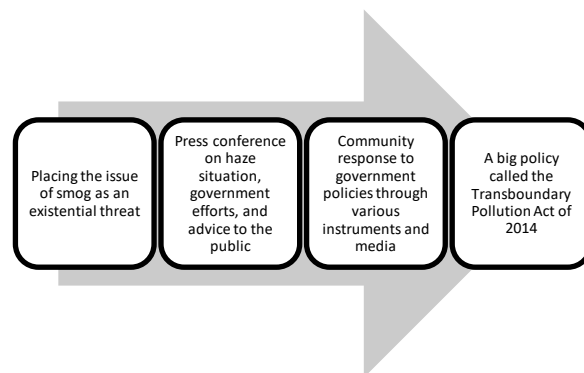 Placing the issue
of smog as an
existential threat
Press conference
on haze
situation,
government
efforts, and
advice to the
public
Community
response to
government
policies through
various
instruments and
media
A big policy
called the
Transboundary
Pollution Act of
2014